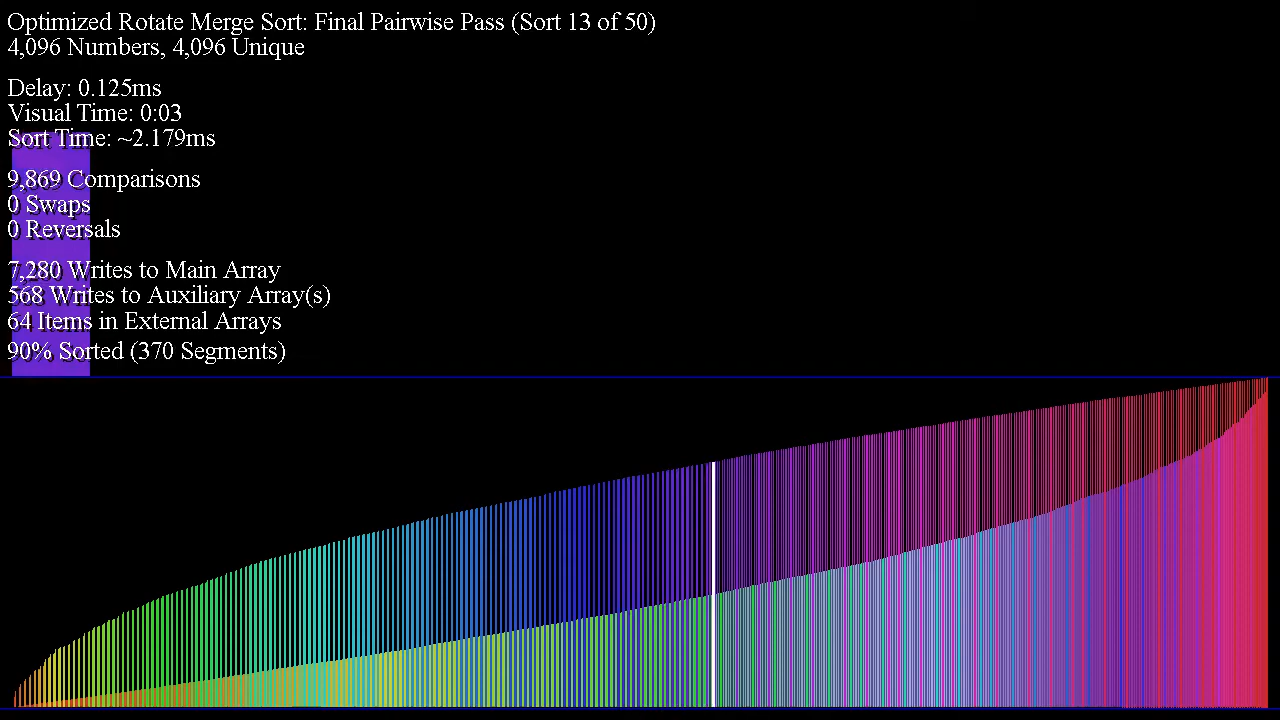 Optimized Rotate Merge Sort: Final Pairwise Pass (Sort 13 of 50)
4,096 Numbers, 4,096 Unique
Delay: 0.125ms
Visual Time: 0:03
Sort Time: ~2.179ms
9,869 Comparisons
0 Swaps
0 Reversals
7,280 Writes to Main Array
568 Writes to Auxiliary Array(s)
64 Items in External Arrays
90% Sorted (370 Segments)